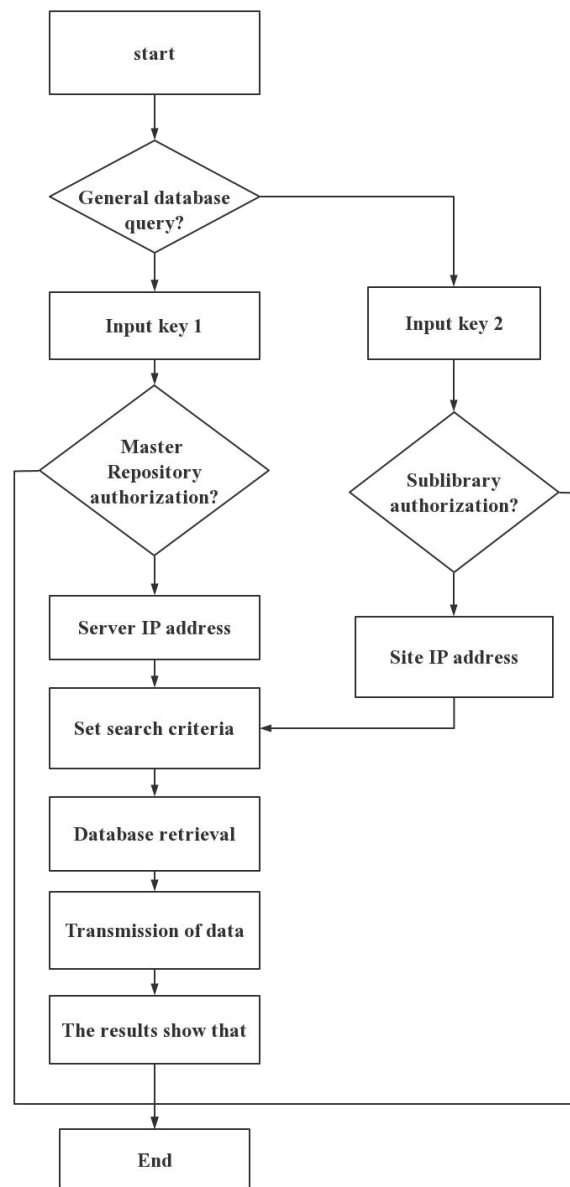 start
General database
query?
Input key 1
Input key 2
Master
Repository
authorization?
Sublibrary
authorization?
Server IP address
Site IP address
Set search criteria
Database retrieval
Transmission of data
The results show that
End